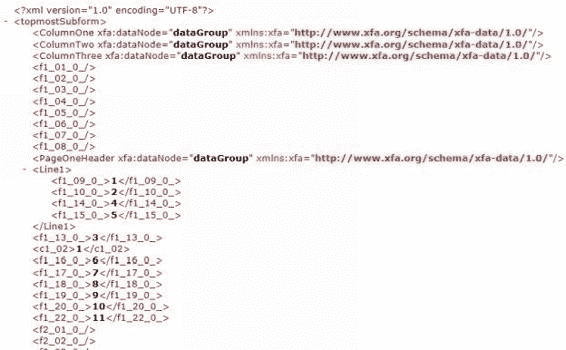 <?xml version="1.0" encoding="UTF-8"?>
- <topmostSubform>
<ColumnOne xfa:dataNode="dataGroup" xmlns:xfa="http://www.xfa.org/schema/xfa-data/1.0/"/>
<ColumnTwo xfa:dataNode="dataGroup" xmlns:xfa="http://www.xfa.org/schema/xfa-data/1.0/"/>
<ColumnThree xfa:dataNode="dataGroup" xmlns:xfa="http://www.xfa.org/schema/xfa-data/1.0/"/>
<f1_01_0_/>
<f1_02_0_/>
<f1_03_0_/>
<f1_04_0_/>
<f1_05_0_/>
<f1_06_0_/>
<f1_07_0_/>
<f1_08_0_/>
<PageOneHeader xfa:dataNode="dataGroup" xmlns:xfa="http://www.xfa.org/schema/xfa-data/1.0/"/>
- <Line1>
<f1_09_0_>1</f1_09_0_>
<f1_10_0_>2</f1_10_0_>
<f1_14_0_>4</f1_14_0_>
<f1_15_0_>5</f1_15_0_>
</Line1>
<f1_13_0_>3</f1_13_0_>
<c1_02>1</c1_02>
<f1_16_0_>6</f1_16_0_>
<f1_17_0_>7</f1_17_0_>
<f1_18_0_>8</f1_18_0_>
<f1_19_0_>9</f1_19_0_>
<f1_20_0_>10</f1_20_0_>
<f1_22_0_>11</f1_22_0_>
<f2_01_0_/>
<f2_02_0_/>